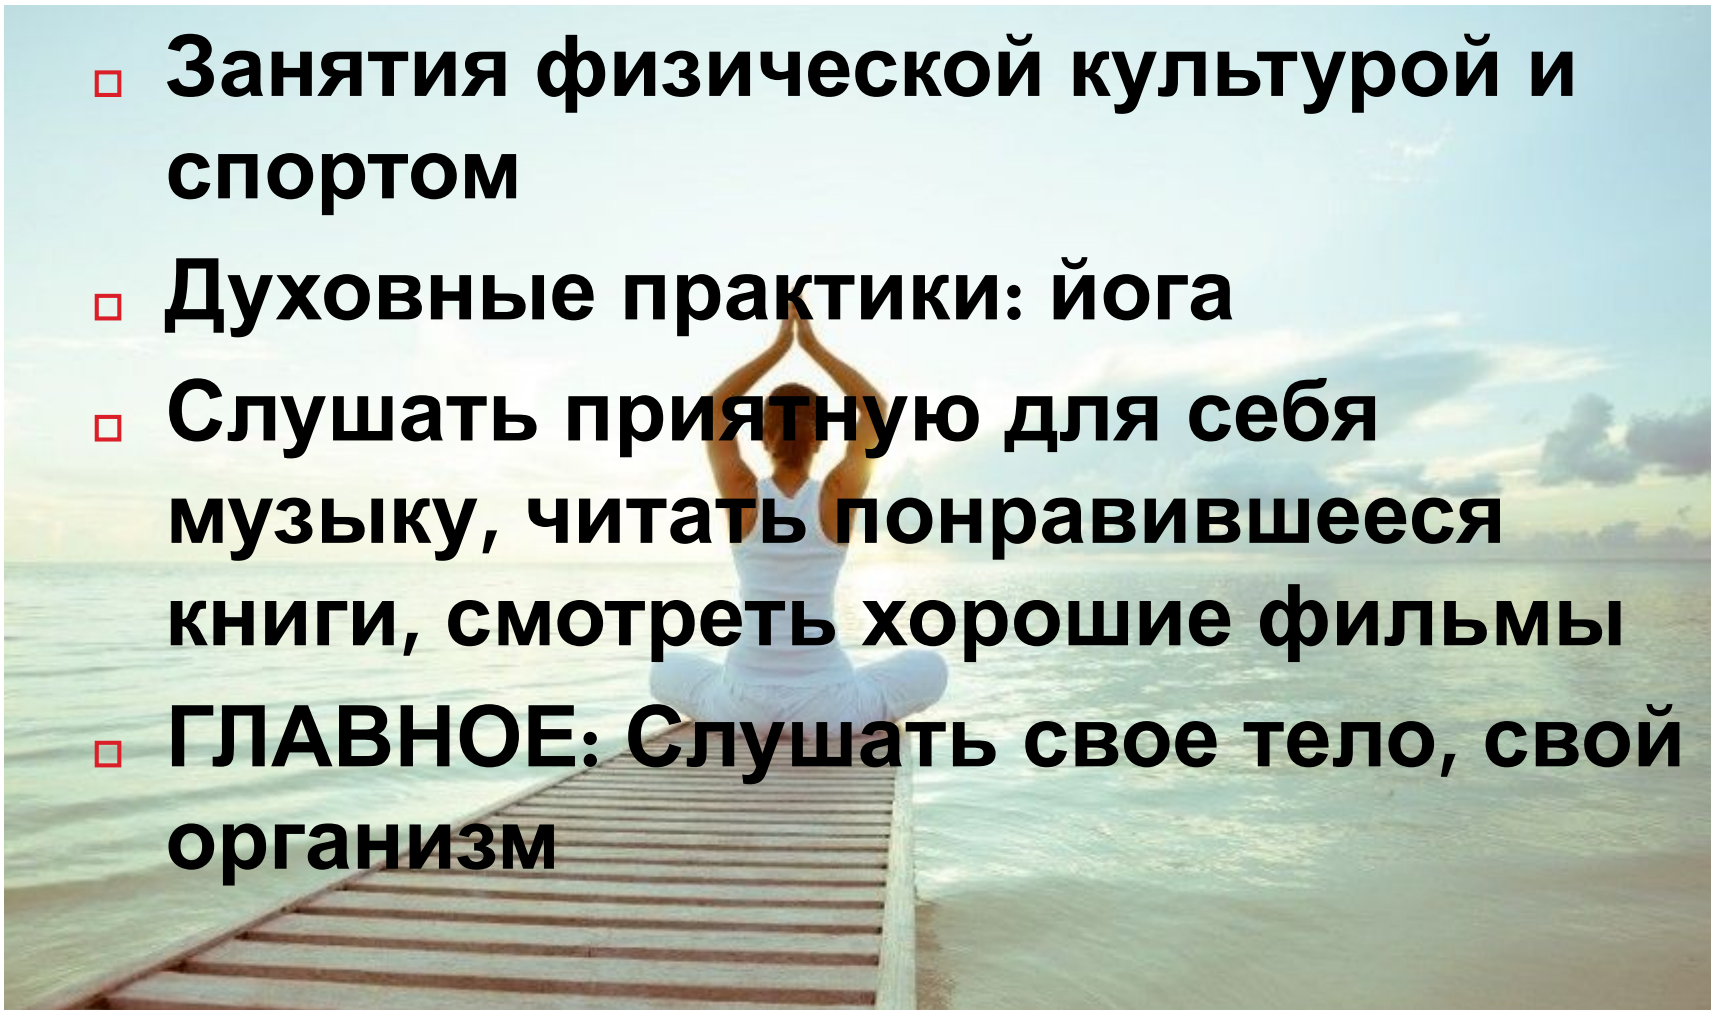 Занятия физической культурой и
спортом
Духовные практики: йога
Слушать приятную для себя
музыку, читать понравившееся
книги, смотреть хорошие фильмы
ГЛАВНОЕ: Слушать свое тело, свой
организм